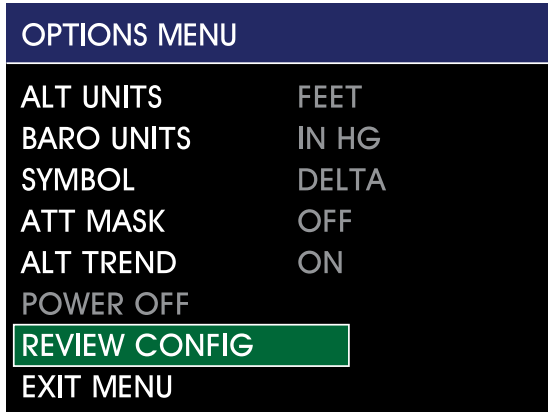 OPTIONS MENU
ALT UNITS FEET
BARO UNITS IN HG
SYMBOL DELTA
ATT MASK OFF
ALT TREND ON
POWER OFF
REVIEW CONFIG
EXIT MENU